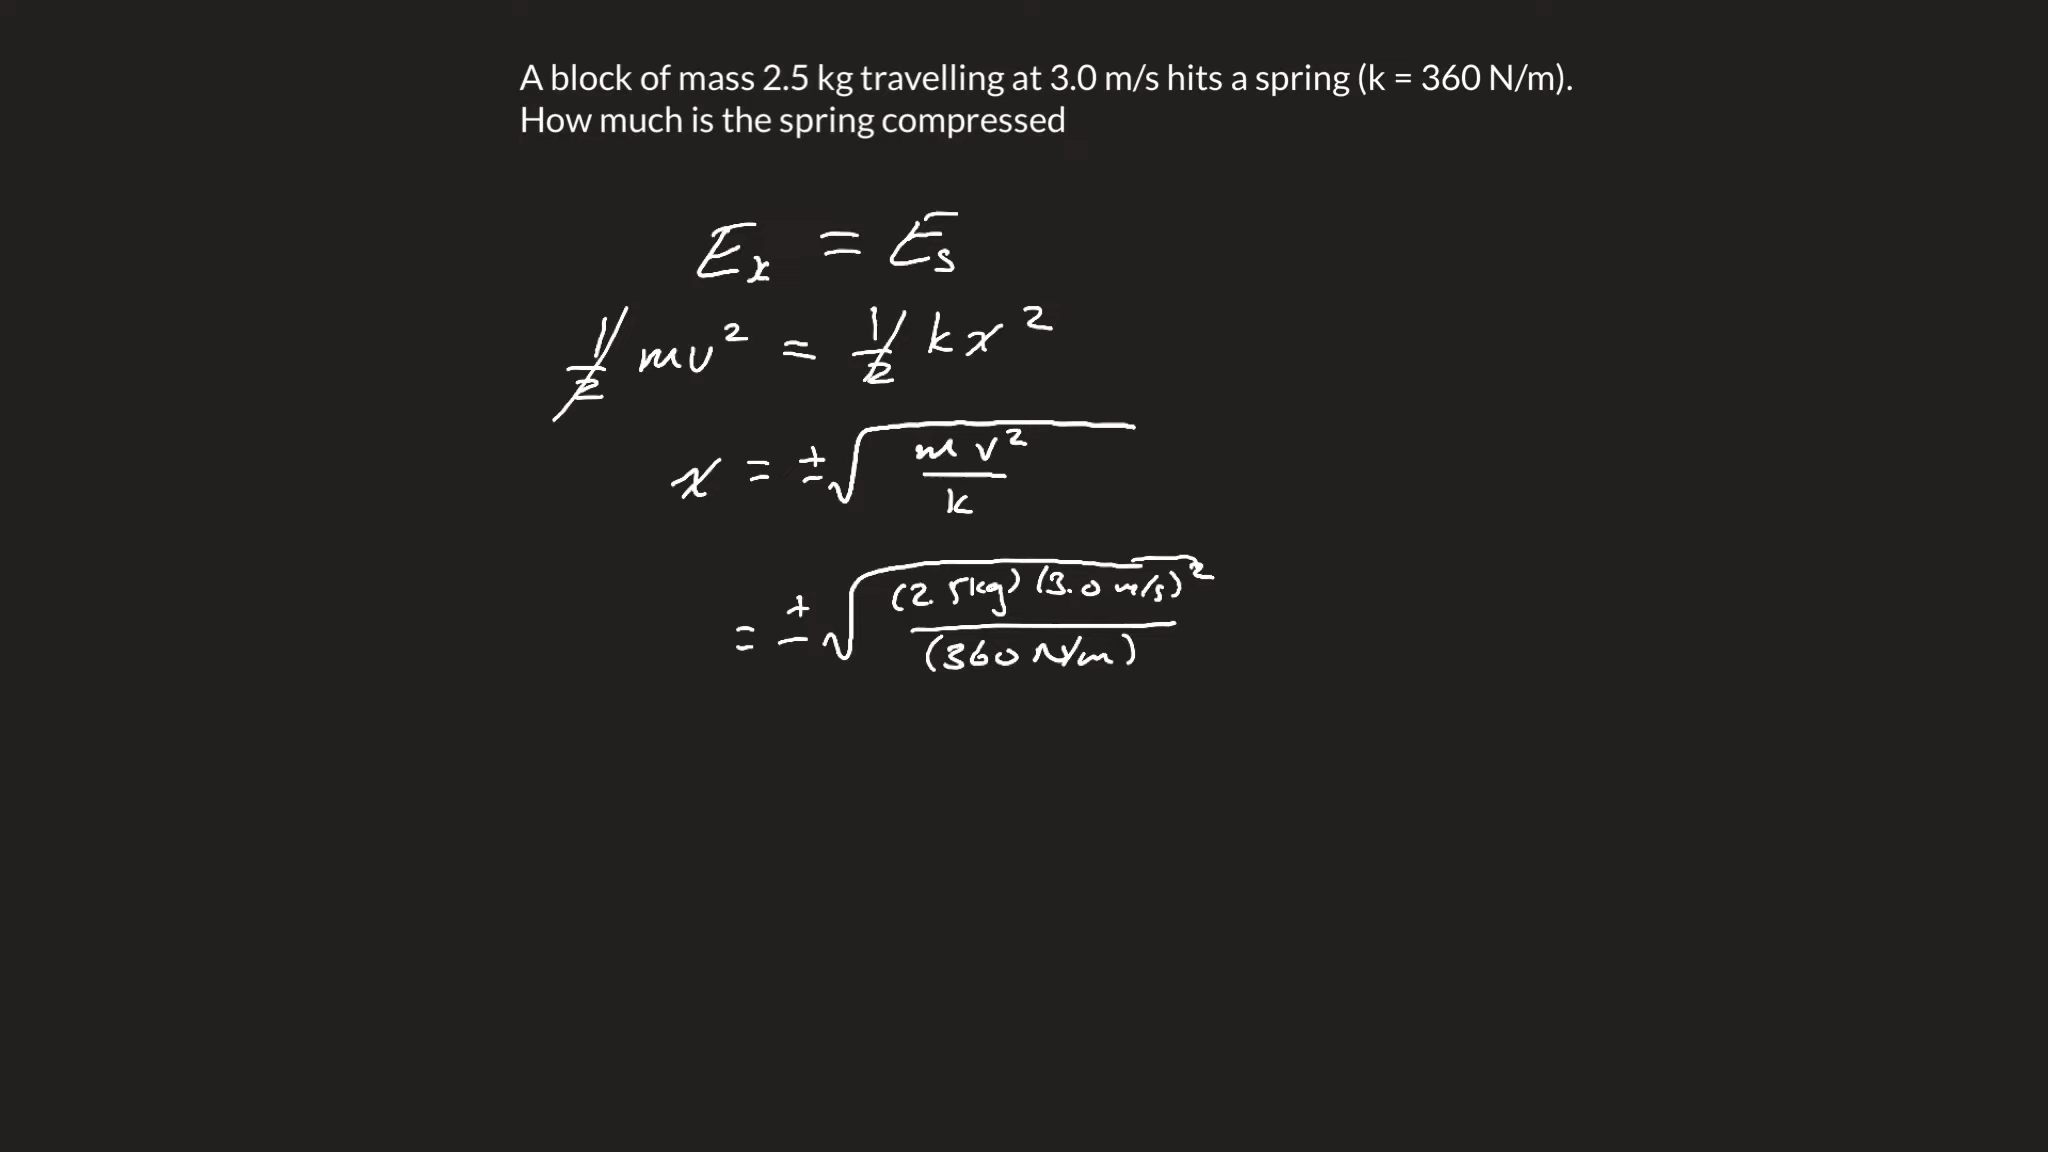 A block of mass 2.5 kg travelling at 3.0 m/s hits a spring (k = 360 N/m).
How much is the spring compressed
Eₖ = Eₛ
1/2 mv² = 1/2 kx²
x = ±√(mv²/k)
= ±√((2.5kg)(3.0 m/s)²/(360 N/m))